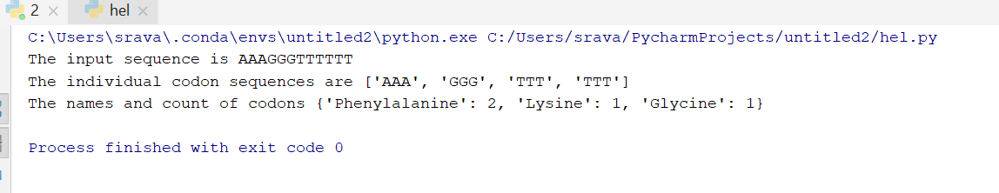 2 × hel ×
C:\Users\srava\.conda\envs\untitled2\python.exe C:/Users/srava/PycharmProjects/untitled2/hel.py
The input sequence is AAAGGGTTTTTT
The individual codon sequences are ['AAA', 'GGG', 'TTT', 'TTT']
The names and count of codons {'Phenylalanine': 2, 'Lysine': 1, 'Glycine': 1}
Process finished with exit code 0